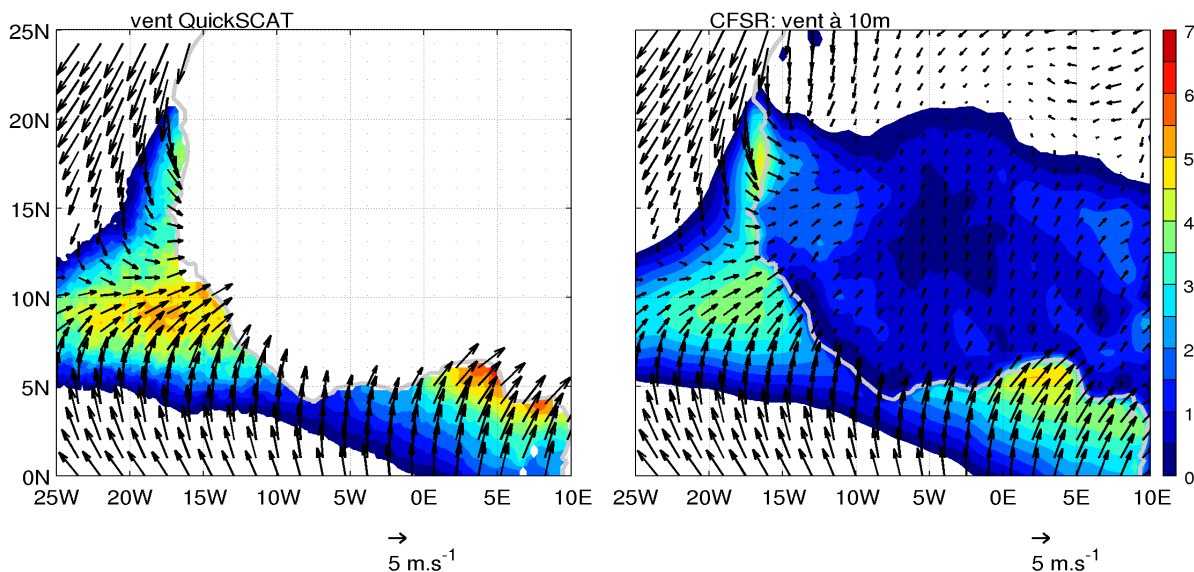 vent QuickSCAT
25N
20N
15N
10N
5N
0N
25W 20W 15W 10W 5W 0E 5E 10E
5 m.s-1
CFSR: vent à 10m
25W 20W 15W 10W 5W 0E 5E 10E
5 m.s-1
7
6
5
4
3
2
1
0